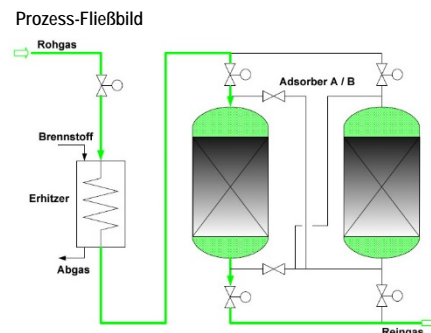 Prozess-Fließbild
Rohgas
Adsorber A / B
Brennstoff
Erhitzer
Abgas
Reingas